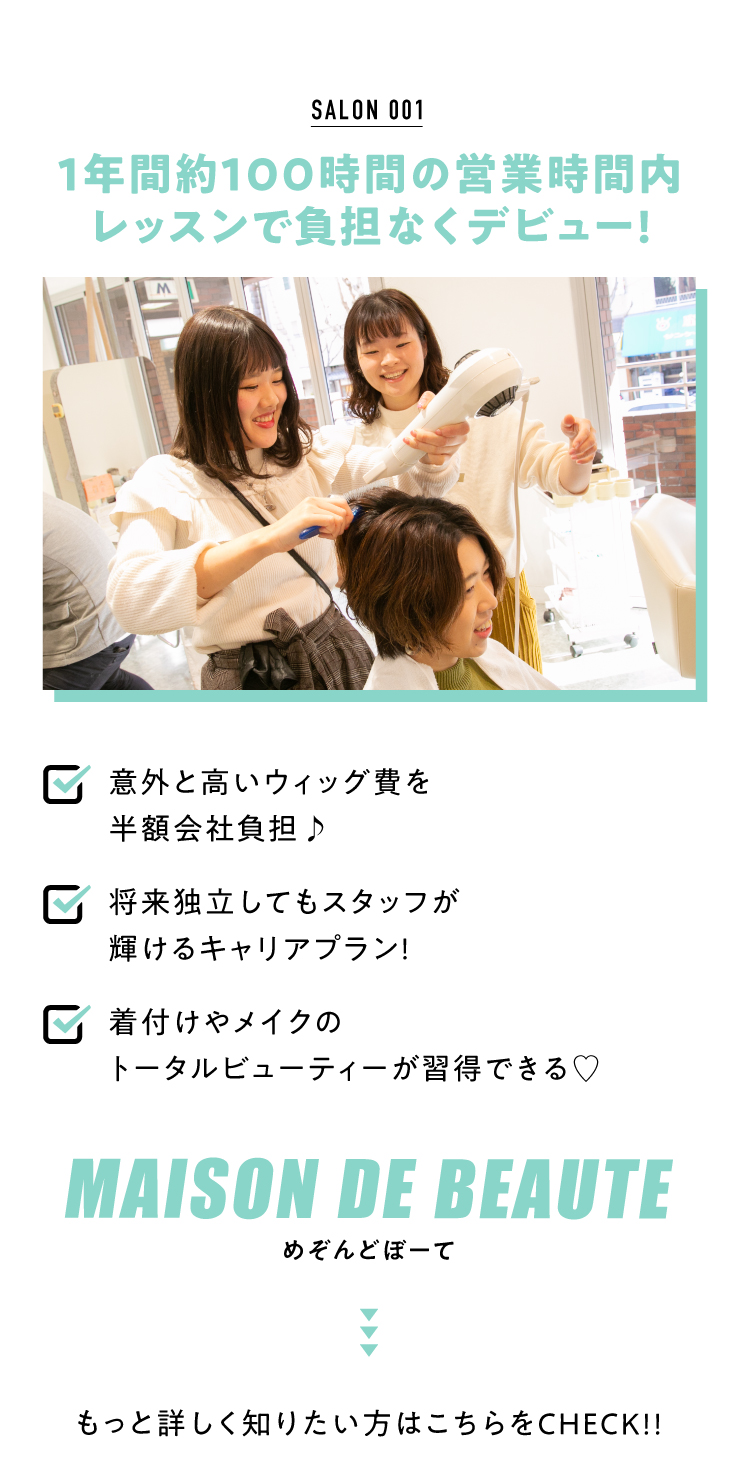 SALON 001
1年間約100時間の営業時間内
レッスンで負担なくデビュー!
意外と高いウィッグ費を
半額会社負担♪
将来独立してもスタッフが
輝けるキャリアプラン!
着付けやメイクの
トータルビューティーが習得できる♡
MAISON DE BEAUTE
めぞんどぼーて
もっと詳しく知りたい方はこちらをCHECK!!